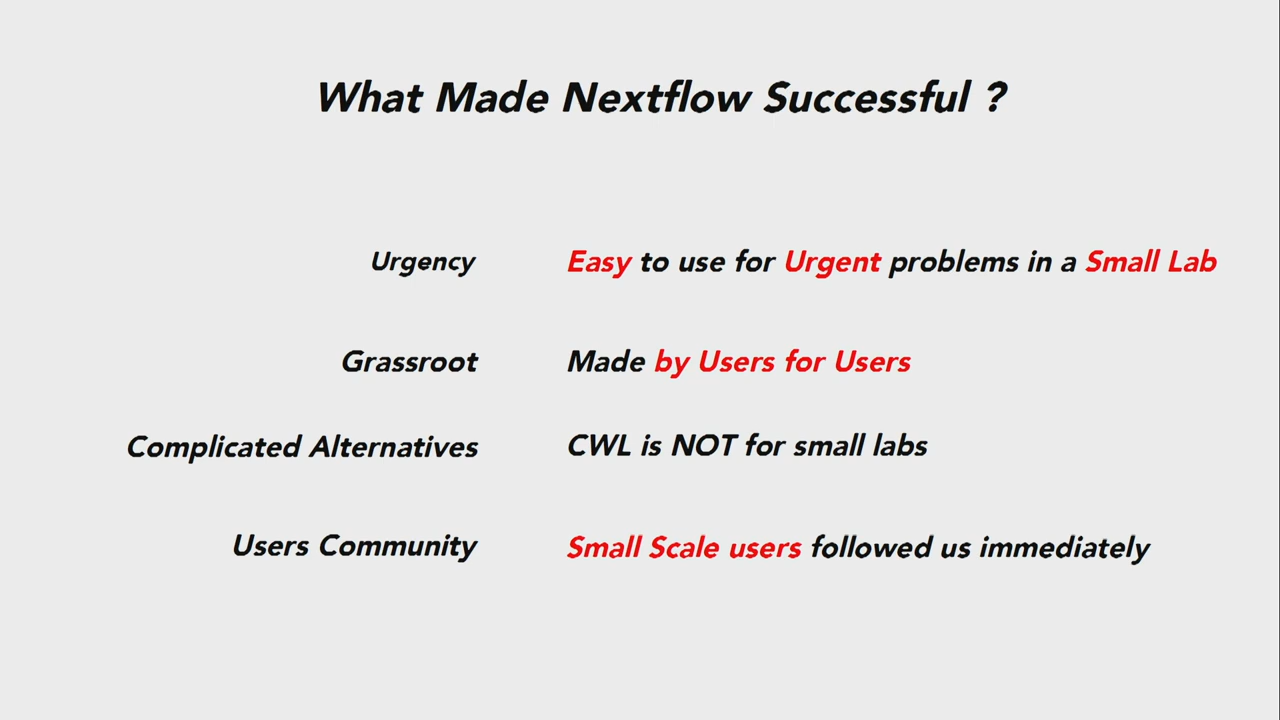 What Made Nextflow Successful ?
Urgency Easy to use for Urgent problems in a Small Lab
Grassroot Made by Users for Users
Complicated Alternatives CWL is NOT for small labs
Users Community Small Scale users followed us immediately